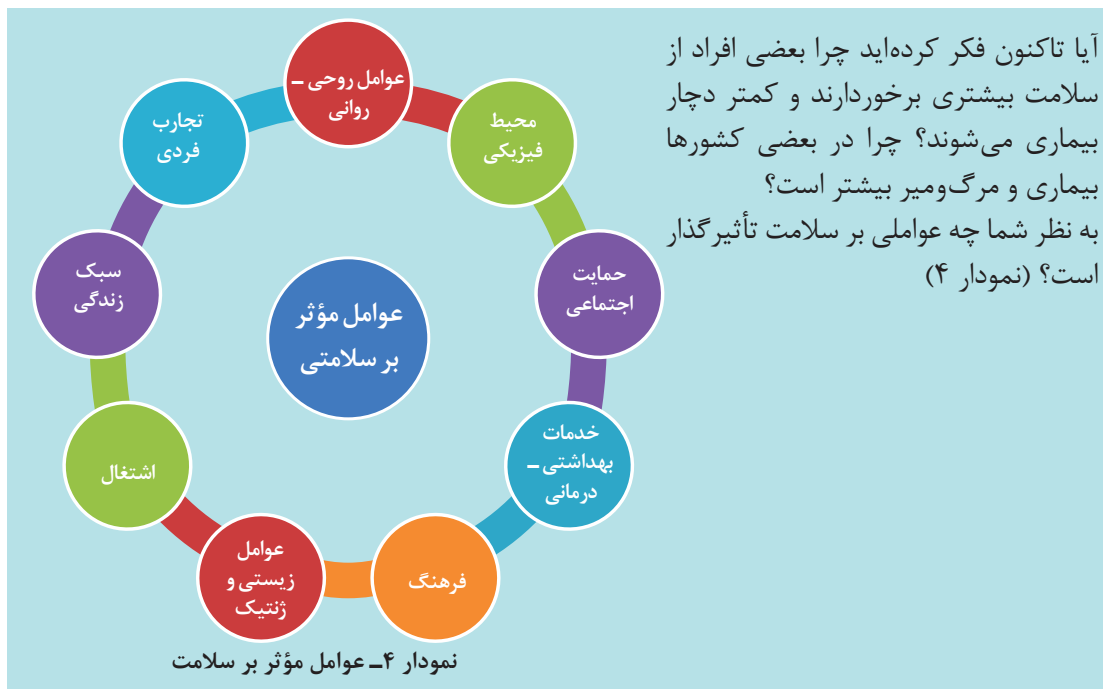 آیا تاکنون فکر کرده‌اید چرا بعضی افراد از
سلامت بیشتری برخوردارند و کمتر دچار
بیماری می‌شوند؟ چرا در بعضی کشورها
بیماری و مرگ‌ومیر بیشتر است؟
به نظر شما چه عواملی بر سلامت تأثیرگذار
است؟ (نمودار ۴)
عوامل مؤثر
بر سلامتی
عوامل روحی ـ
روانی
محیط
فیزیکی
حمایت
اجتماعی
خدمات
بهداشتی ـ
درمانی
فرهنگ
عوامل
زیستی و
ژنتیک
اشتغال
سبک
زندگی
تجارب
فردی
نمودار ۴ـ عوامل مؤثر بر سلامت